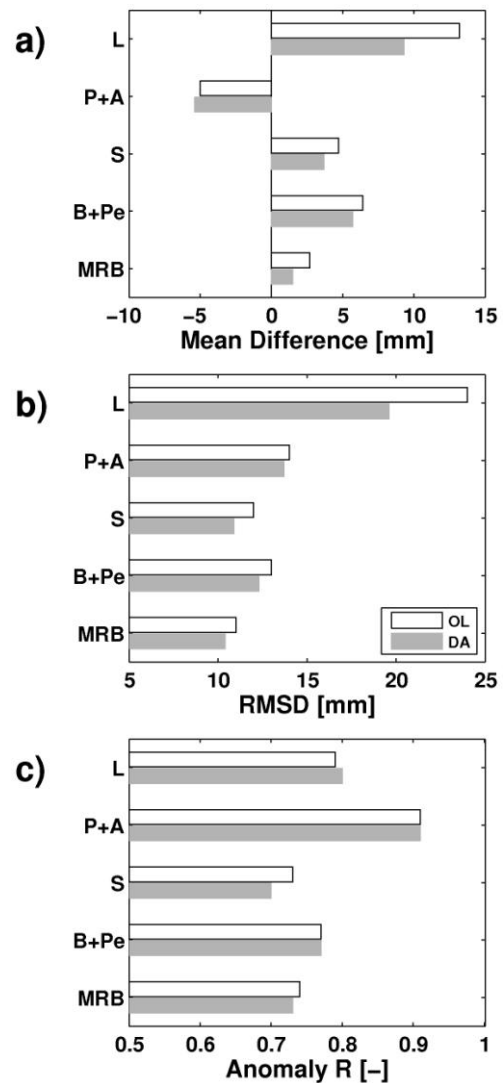 a)
L
P+A
S
B+Pe
MRB
−10 −5 0 5 10 15
Mean Difference [mm]
b)
L
P+A
S
B+Pe
MRB
OL
DA
5 10 15 20 25
RMSD [mm]
c)
L
P+A
S
B+Pe
MRB
0.5 0.6 0.7 0.8 0.9 1
Anomaly R [-]